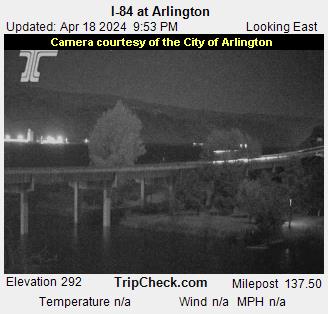 I-84 at Arlington
Updated: Apr 18 2024 9:53 PM Looking East
Camera courtesy of the City of Arlington
Elevation 292 TripCheck.com Milepost 137.50
Temperature n/a Wind n/a MPH n/a